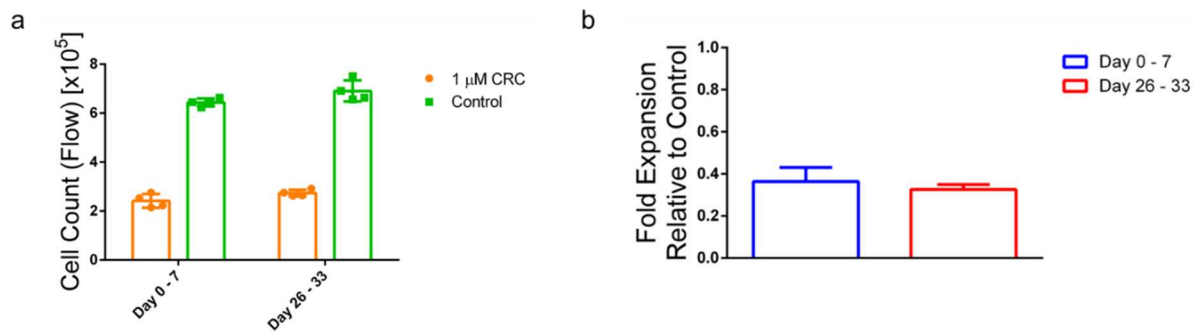 a
Cell Count (Flow) [x10⁵]
8
6
4
2
0
Day 0 - 7
Day 26 - 33
1 μM CRC
Control
b
Fold Expansion
Relative to Control
1.0
0.8
0.6
0.4
0.2
0.0
Day 0 - 7
Day 26 - 33